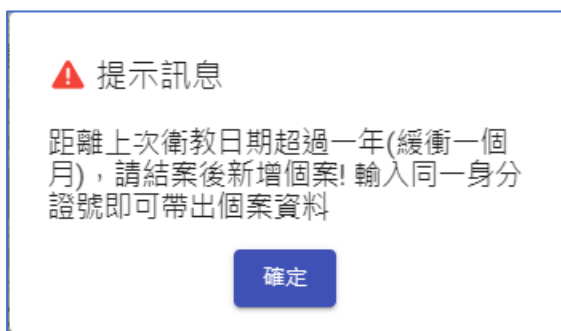 提示訊息
距離上次衛教日期超過一年(緩衝一個
月)，請結案後新增個案! 輸入同一身分
證號即可帶出個案資料
確定